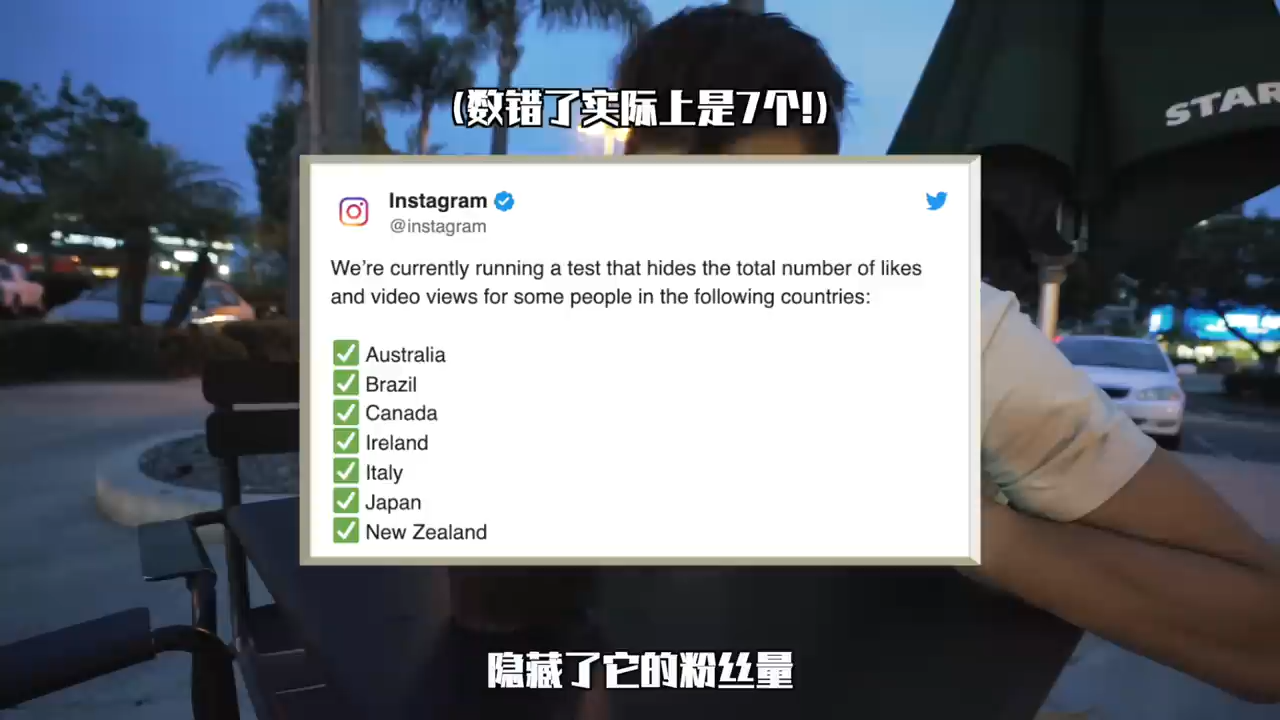 (数错了实际上是7个!)
STAR
Instagram
@instagram
We’re currently running a test that hides the total number of likes
and video views for some people in the following countries:
✅ Australia
✅ Brazil
✅ Canada
✅ Ireland
✅ Italy
✅ Japan
✅ New Zealand
隐藏了它的粉丝量